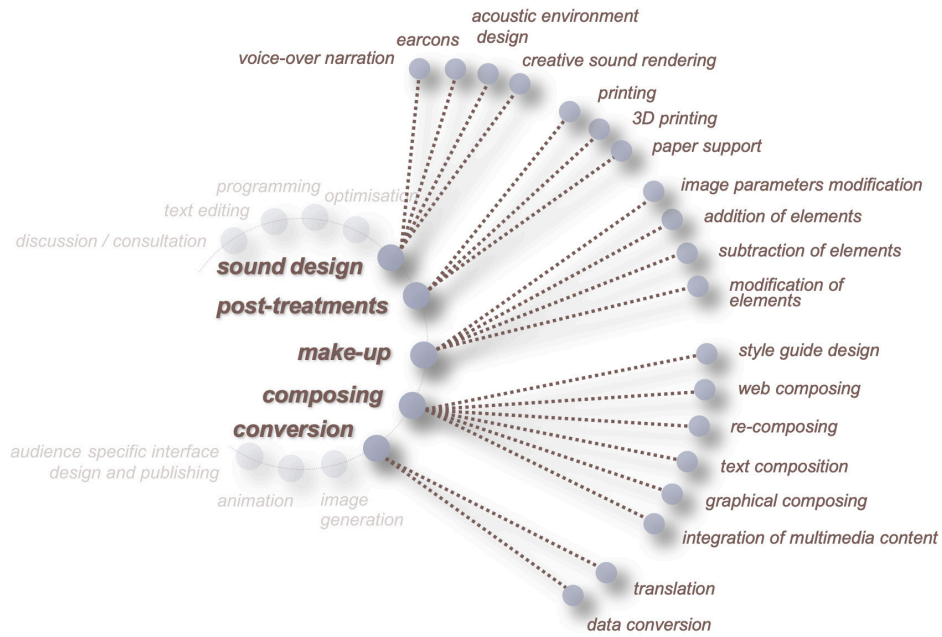 acoustic environment
design
earcons
voice-over narration
creative sound rendering
printing
3D printing
paper support
image parameters modification
addition of elements
subtraction of elements
modification of
elements
programming
optimisation
text editing
discussion / consultation
sound design
post-treatments
make-up
composing
conversion
style guide design
web composing
re-composing
text composition
graphical composing
integration of multimedia content
audience specific interface
design and publishing
animation
image
generation
translation
data conversion